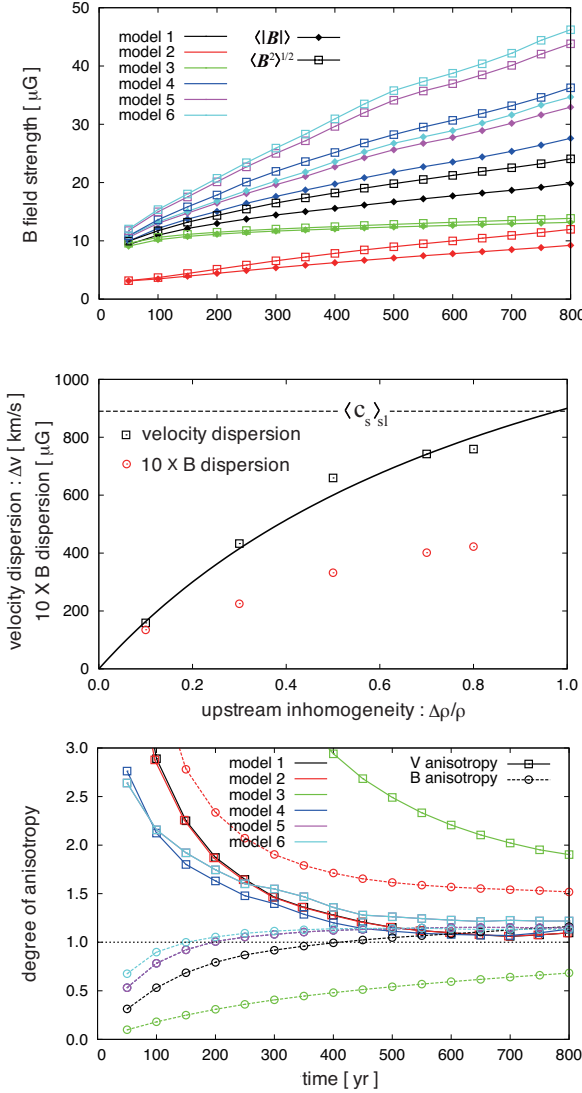 B field strength [ μG ]
50
40
30
20
10
0
model 1
model 2
model 3
model 4
model 5
model 6
⟨|B|⟩
⟨B²⟩¹/²
0 100 200 300 400 500 600 700 800
velocity dispersion : Δv [ km/s ]
10 X B dispersion [ μG ]
1000
800
600
400
200
0
⟨c_s⟩sl
velocity dispersion
10 X B dispersion
0.0 0.2 0.4 0.6 0.8 1.0
upstream inhomogeneity : Δρ/ρ
degree of anisotropy
3.0
2.5
2.0
1.5
1.0
0.5
0.0
model 1
model 2
model 3
model 4
model 5
model 6
V anisotropy
B anisotropy
0 100 200 300 400 500 600 700 800
time [ yr ]